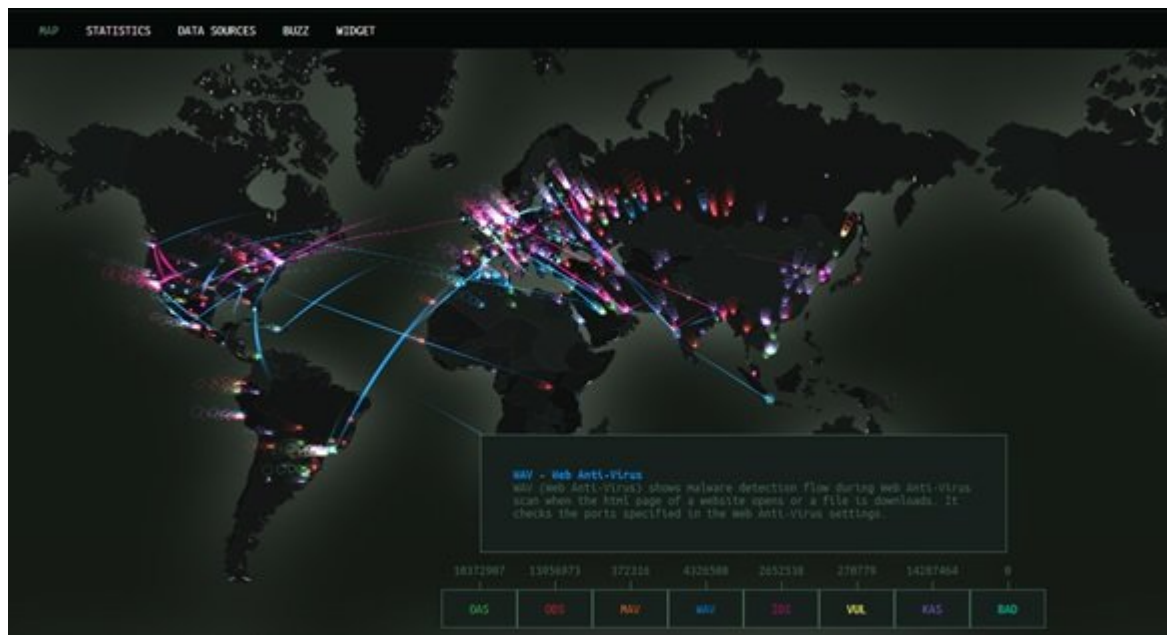 MAP STATISTICS DATA SOURCES BUZZ WIDGET
WAV - Web Anti-Virus
WAV (Web Anti-Virus) shows malware detection flow during Web Anti-Virus
scan when the html page of a website opens or a file is downloads. It
checks the ports specified in the Web Anti-Virus settings.
372316 278779 0
OAS ODS MAV WAV IDS VUL KAS BAD